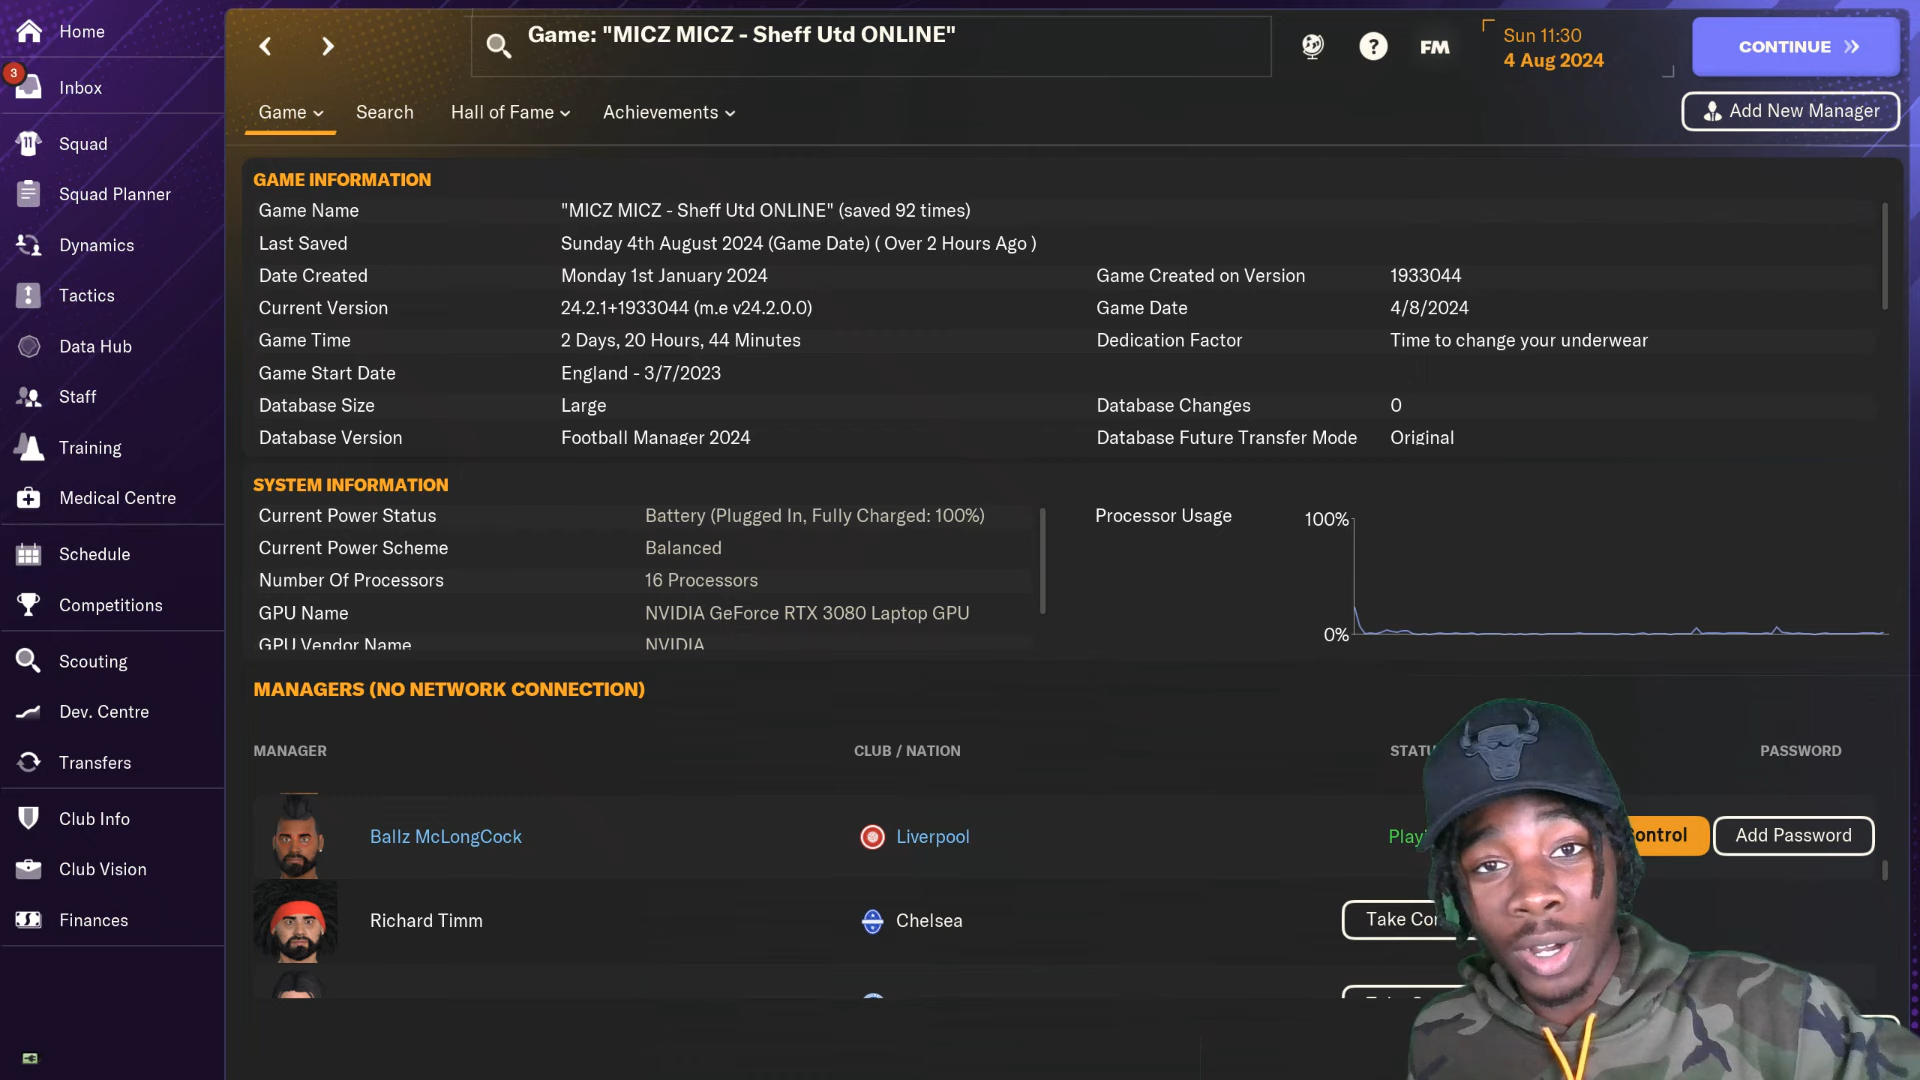 Home
3
Inbox
Squad
Squad Planner
Dynamics
Tactics
Data Hub
Staff
Training
Medical Centre
Schedule
Competitions
Scouting
Dev. Centre
Transfers
Club Info
Club Vision
Finances
Game: "MICZ MICZ - Sheff Utd ONLINE"
?
FM
Sun 11:30
4 Aug 2024
CONTINUE
Game
Search
Hall of Fame
Achievements
Add New Manager
GAME INFORMATION
Game Name "MICZ MICZ - Sheff Utd ONLINE" (saved 92 times)
Last Saved Sunday 4th August 2024 (Game Date) ( Over 2 Hours Ago )
Date Created Monday 1st January 2024 Game Created on Version 1933044
Current Version 24.2.1+1933044 (m.e v24.2.0.0) Game Date 4/8/2024
Game Time 2 Days, 20 Hours, 44 Minutes Dedication Factor Time to change your underwear
Game Start Date England - 3/7/2023
Database Size Large Database Changes 0
Database Version Football Manager 2024 Database Future Transfer Mode Original
SYSTEM INFORMATION
Current Power Status Battery (Plugged In, Fully Charged: 100%)
Current Power Scheme Balanced
Number Of Processors 16 Processors
GPU Name NVIDIA GeForce RTX 3080 Laptop GPU
GPU Vendor Name NVIDIA
Processor Usage
100%
0%
MANAGERS (NO NETWORK CONNECTION)
MANAGER CLUB / NATION STATU PASSWORD
Ballz McLongCock Liverpool Play ontrol Add Password
Richard Timm Chelsea Take Co